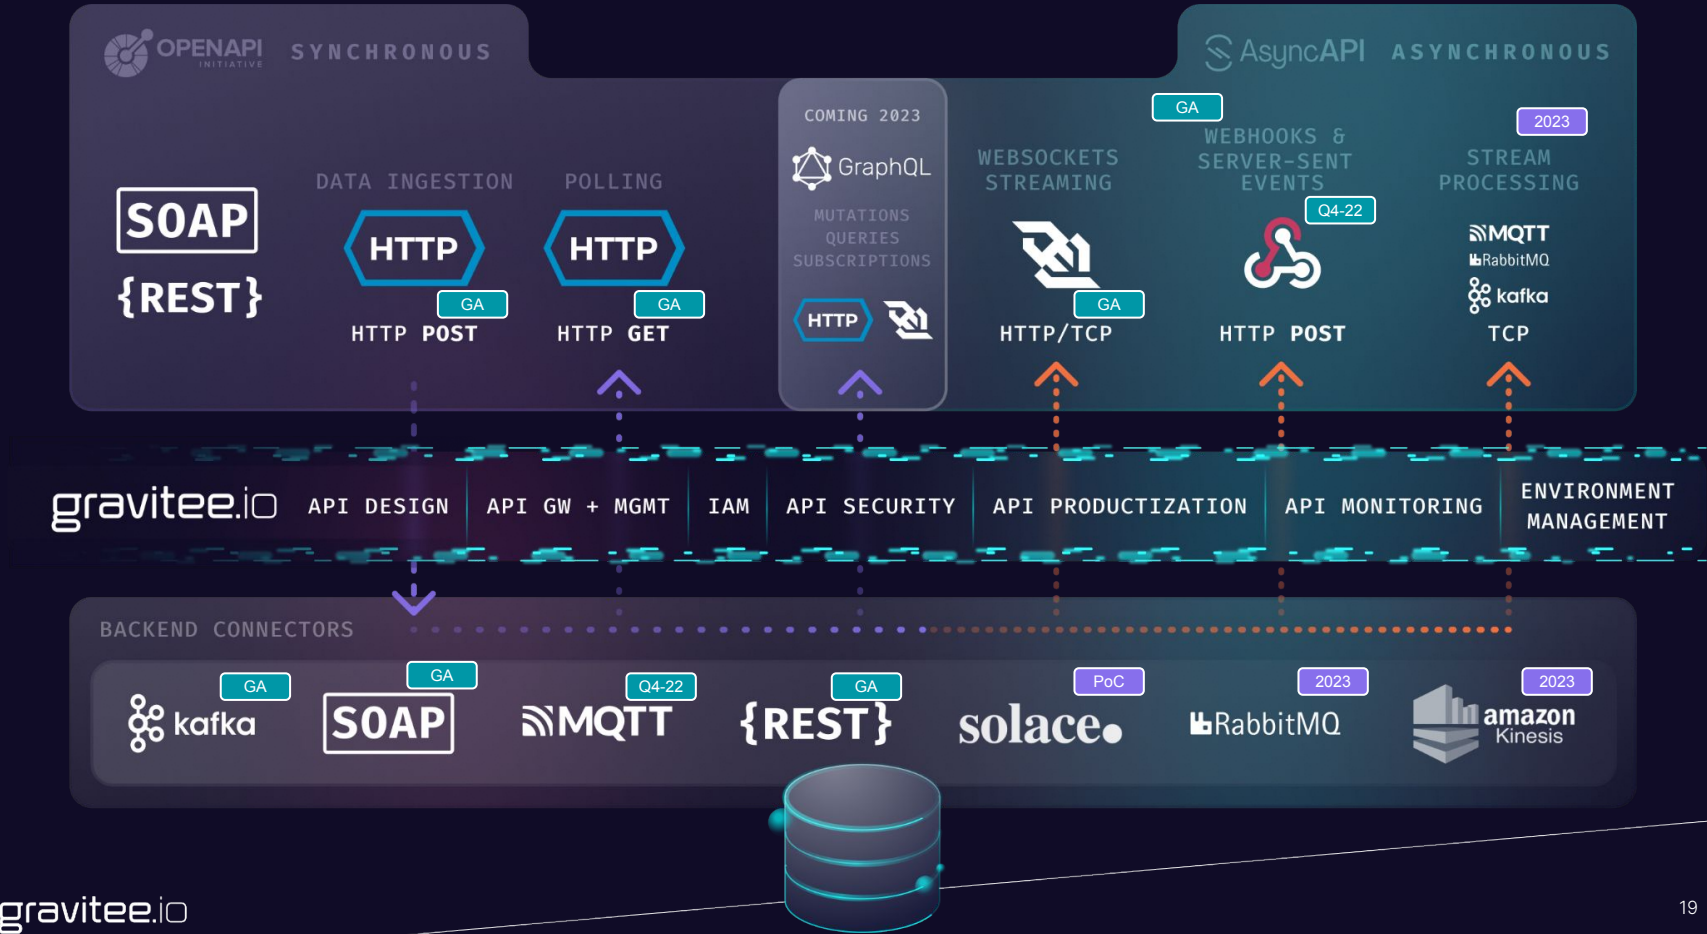 OPENAPI
INITIATIVE
SYNCHRONOUS
AsyncAPI
ASYNCHRONOUS
SOAP
{REST}
DATA INGESTION
HTTP
GA
HTTP POST
POLLING
HTTP
GA
HTTP GET
COMING 2023
GraphQL
MUTATIONS
QUERIES
SUBSCRIPTIONS
HTTP
WEBSOCKETS
STREAMING
GA
HTTP/TCP
GA
WEBHOOKS &
SERVER-SENT
EVENTS
Q4-22
HTTP POST
2023
STREAM
PROCESSING
MQTT
RabbitMQ
kafka
TCP
gravitee.io
API DESIGN
API GW + MGMT
IAM
API SECURITY
API PRODUCTIZATION
API MONITORING
ENVIRONMENT
MANAGEMENT
BACKEND CONNECTORS
GA
kafka
GA
SOAP
Q4-22
MQTT
GA
{REST}
PoC
solace.
2023
RabbitMQ
2023
amazon
Kinesis
gravitee.io
19